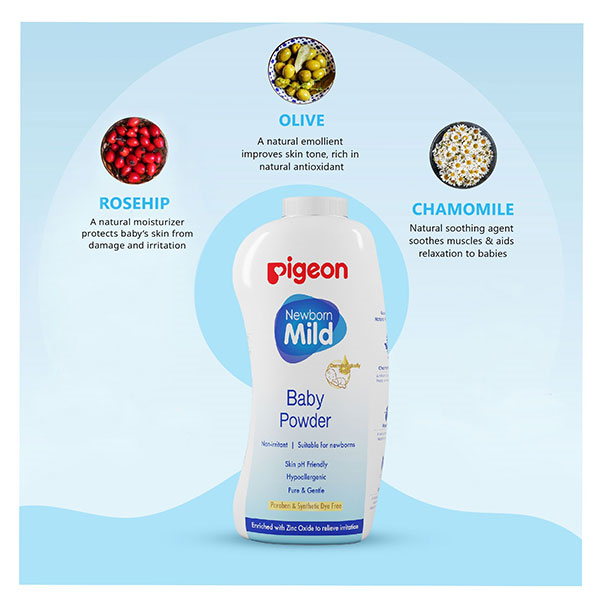 OLIVE
A natural emollient
improves skin tone, rich in
natural antioxidant
ROSEHIP
A natural moisturizer
protects baby's skin from
damage and irritation
CHAMOMILE
Natural soothing agent
soothes muscles & aids
relaxation to babies
pigeon
Newborn
Mild
Baby
Powder
Non-irritant | Suitable for newborns
Skin pH Friendly
Hypoallergenic
Pure & Gentle
Paraben & Synthetic Dye Free
Enriched with Zinc Oxide to relieve irritation